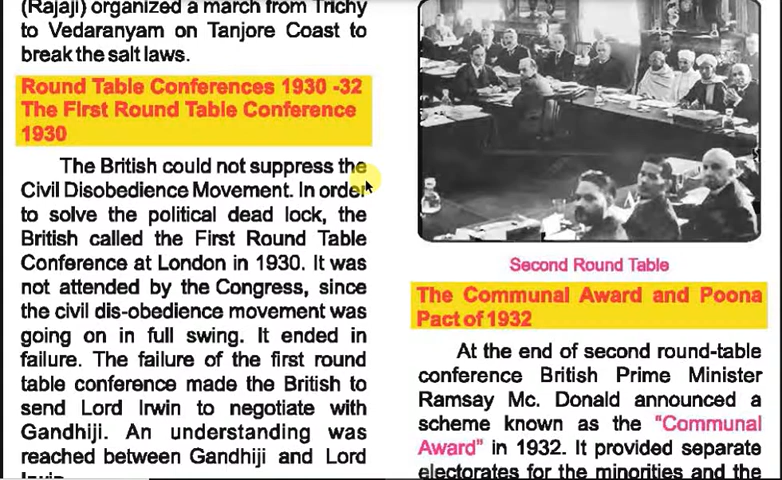 (Rajaji) organized a march from Trichy
to Vedaranyam on Tanjore Coast to
break the salt laws.
Round Table Conferences 1930 -32
The First Round Table Conference
1930
The British could not suppress the
Civil Disobedience Movement. In order
to solve the political dead lock, the
British called the First Round Table
Conference at London in 1930. It was
not attended by the Congress, since
the civil dis-obedience movement was
going on in full swing. It ended in
failure. The failure of the first round
table conference made the British to
send Lord Irwin to negotiate with
Gandhiji. An understanding was
reached between Gandhiji and Lord
Second Round Table
The Communal Award and Poona
Pact of 1932
At the end of second round-table
conference British Prime Minister
Ramsay Mc. Donald announced a
scheme known as the “Communal
Award” in 1932. It provided separate
electorates for the minorities and the